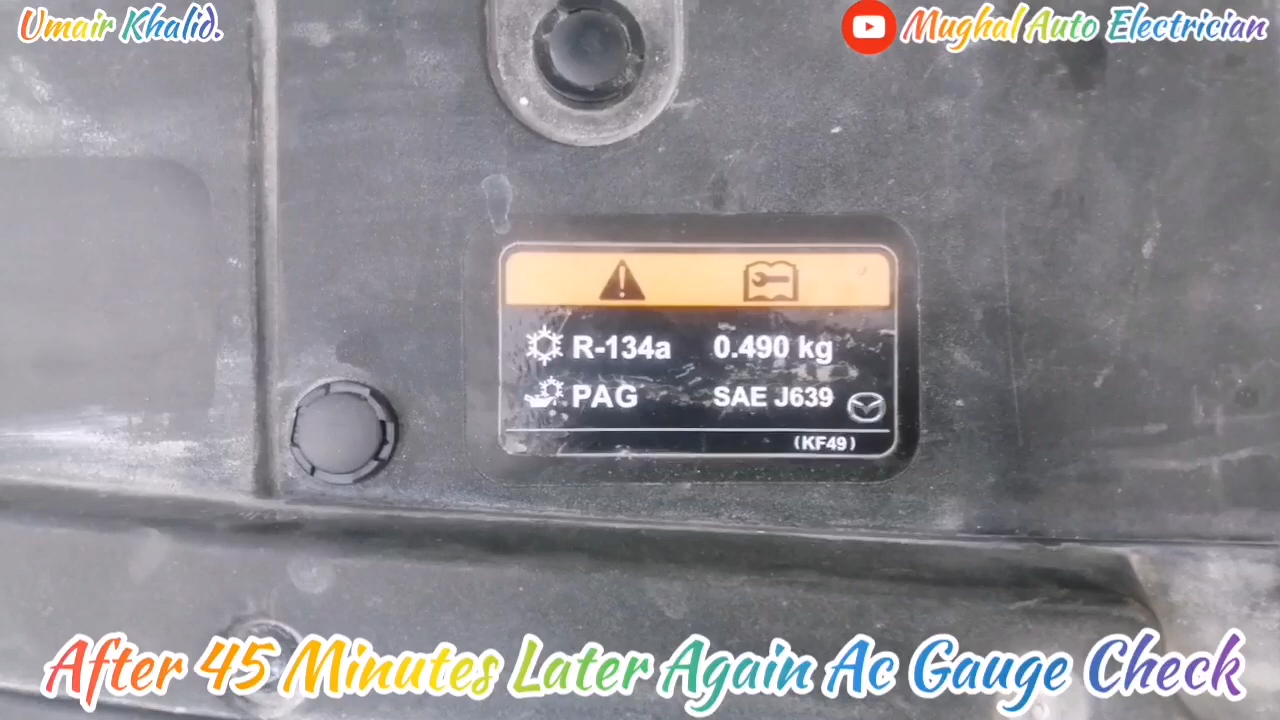 Umair Khalid.
Mughal Auto Electrician
R-134a 0.490 kg
PAG SAE J639
(KF49)
After 45 Minutes Later Again Ac Gauge Check